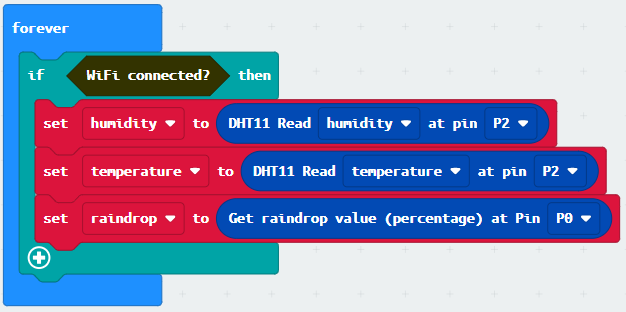 forever
if WiFi connected? then
set humidity to DHT11 Read humidity at pin P2
set temperature to DHT11 Read temperature at pin P2
set raindrop to Get raindrop value (percentage) at Pin P0